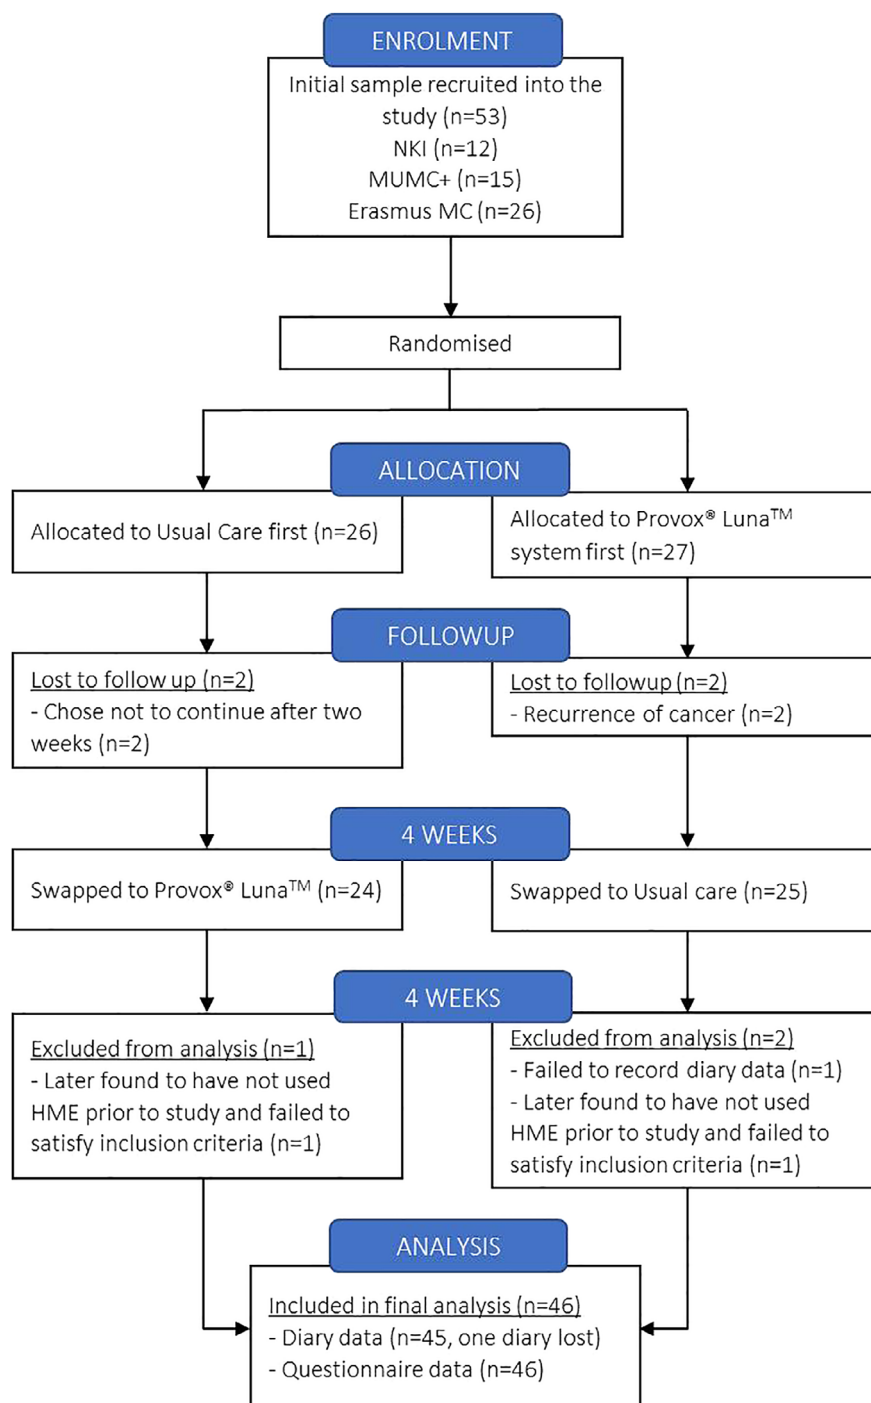 ENROLMENT
Initial sample recruited into the
study (n=53)
NKI (n=12)
MUMC+ (n=15)
Erasmus MC (n=26)
Randomised
ALLOCATION
Allocated to Usual Care first (n=26)
Allocated to Provox® Luna™
system first (n=27)
FOLLOWUP
Lost to follow up (n=2)
- Chose not to continue after two
weeks (n=2)
Lost to followup (n=2)
- Recurrence of cancer (n=2)
4 WEEKS
Swapped to Provox® Luna™ (n=24)
Swapped to Usual care (n=25)
4 WEEKS
Excluded from analysis (n=1)
- Later found to have not used
HME prior to study and failed to
satisfy inclusion criteria (n=1)
Excluded from analysis (n=2)
- Failed to record diary data (n=1)
- Later found to have not used
HME prior to study and failed to
satisfy inclusion criteria (n=1)
ANALYSIS
Included in final analysis (n=46)
- Diary data (n=45, one diary lost)
- Questionnaire data (n=46)